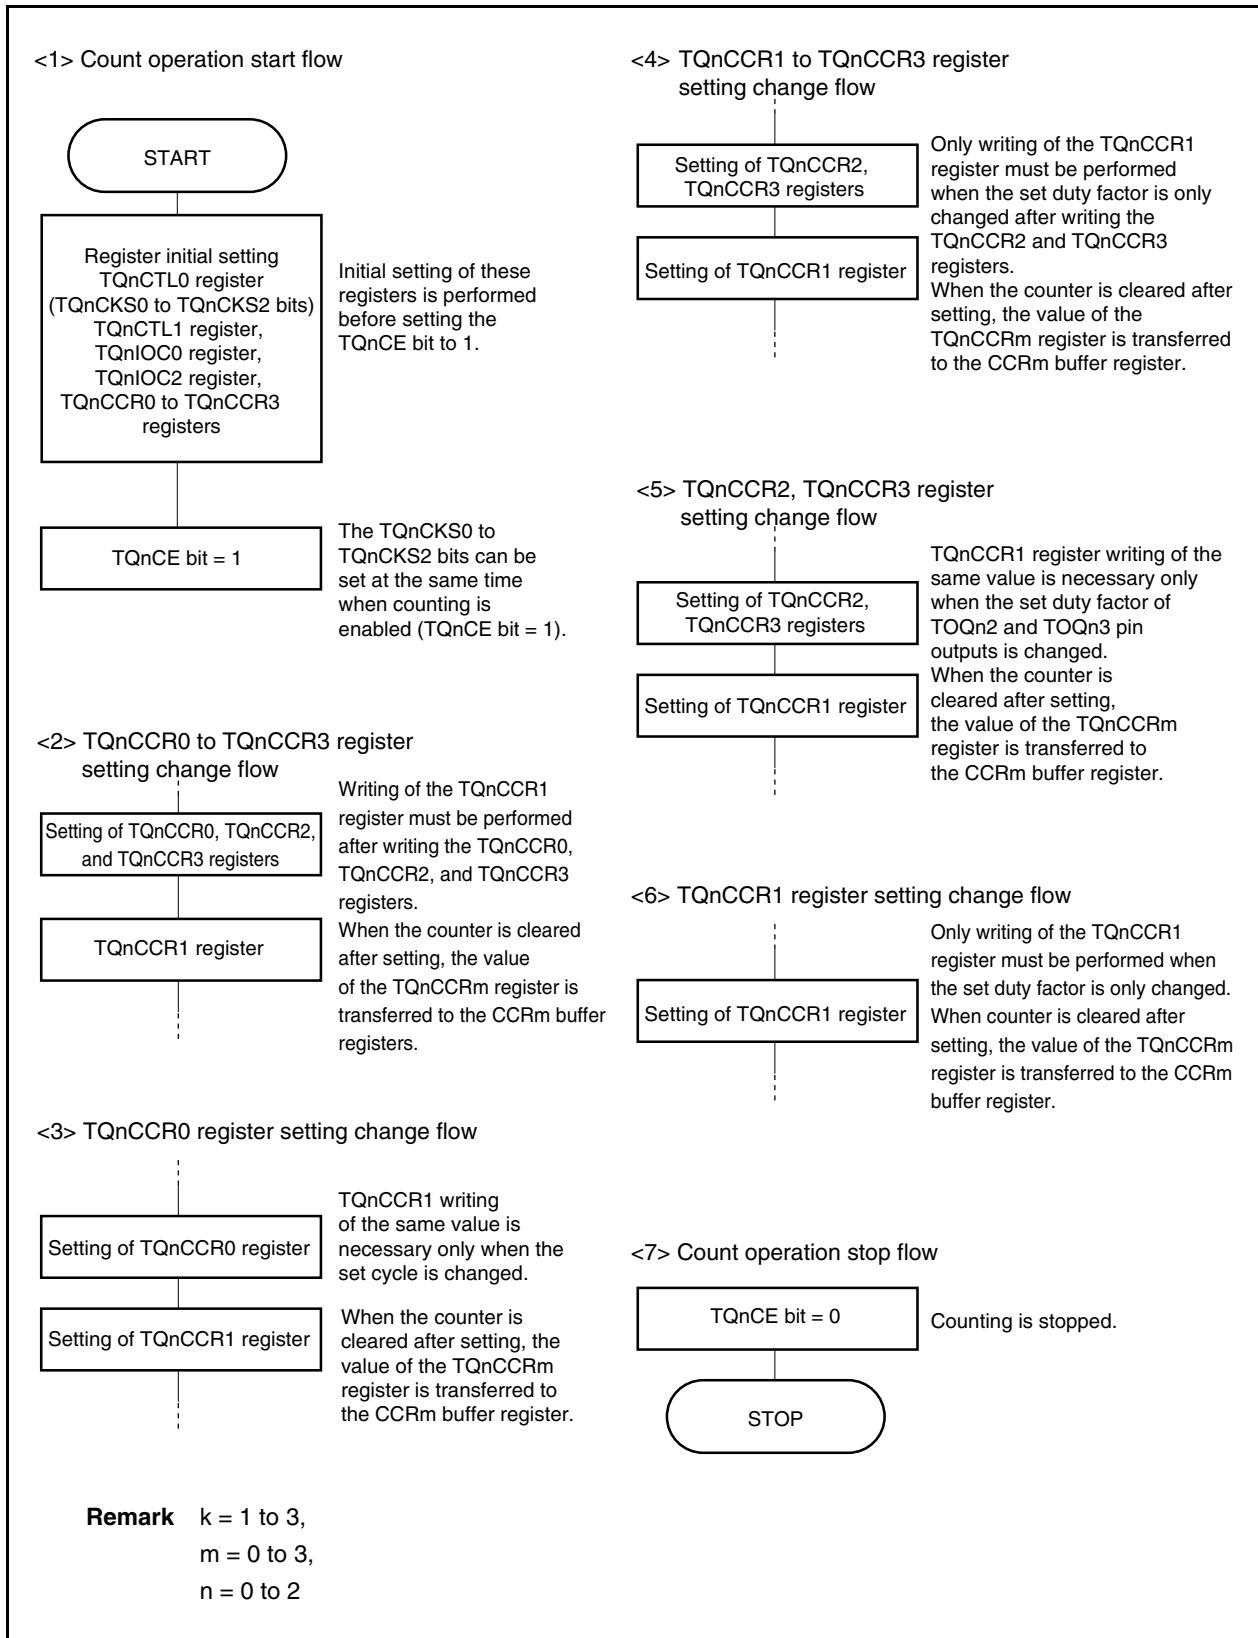 <1> Count operation start flow
START
Register initial setting
TQnCTL0 register
(TQnCKS0 to TQnCKS2 bits)
TQnCTL1 register,
TQnIOC0 register,
TQnIOC2 register,
TQnCCR0 to TQnCCR3
registers
Initial setting of these
registers is performed
before setting the
TQnCE bit to 1.
TQnCE bit = 1
The TQnCKS0 to
TQnCKS2 bits can be
set at the same time
when counting is
enabled (TQnCE bit = 1).
<2> TQnCCR0 to TQnCCR3 register
setting change flow
Setting of TQnCCR0, TQnCCR2,
and TQnCCR3 registers
TQnCCR1 register
Writing of the TQnCCR1
register must be performed
after writing the TQnCCR0,
TQnCCR2, and TQnCCR3
registers.
When the counter is cleared
after setting, the value
of the TQnCCRm register is
transferred to the CCRm buffer
registers.
<3> TQnCCR0 register setting change flow
Setting of TQnCCR0 register
TQnCCR1 writing
of the same value is
necessary only when the
set cycle is changed.
Setting of TQnCCR1 register
When the counter is
cleared after setting, the
value of the TQnCCRm
register is transferred to
the CCRm buffer register.
<4> TQnCCR1 to TQnCCR3 register
setting change flow
Setting of TQnCCR2,
TQnCCR3 registers
Setting of TQnCCR1 register
Only writing of the TQnCCR1
register must be performed
when the set duty factor is only
changed after writing the
TQnCCR2 and TQnCCR3
registers.
When the counter is cleared after
setting, the value of the
TQnCCRm register is transferred
to the CCRm buffer register.
<5> TQnCCR2, TQnCCR3 register
setting change flow
Setting of TQnCCR2,
TQnCCR3 registers
Setting of TQnCCR1 register
TQnCCR1 register writing of the
same value is necessary only
when the set duty factor of
TOQn2 and TOQn3 pin
outputs is changed.
When the counter is
cleared after setting,
the value of the TQnCCRm
register is transferred to
the CCRm buffer register.
<6> TQnCCR1 register setting change flow
Setting of TQnCCR1 register
Only writing of the TQnCCR1
register must be performed when
the set duty factor is only changed.
When counter is cleared after
setting, the value of the TQnCCRm
register is transferred to the CCRm
buffer register.
<7> Count operation stop flow
TQnCE bit = 0
Counting is stopped.
STOP
Remark k = 1 to 3,
m = 0 to 3,
n = 0 to 2